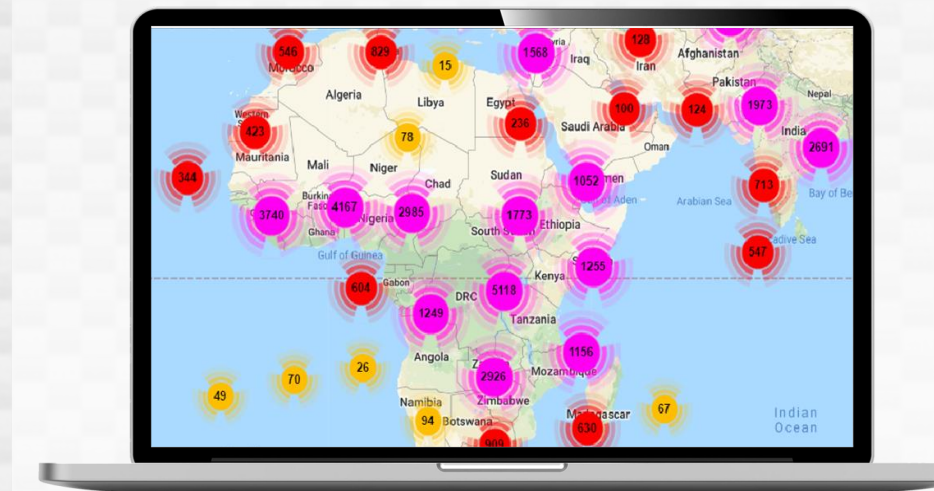 128
Afghanistan
546
829
1568
Iraq
15
Iran
Morocco
Pakistan
Algeria
Libya
Egypt
100
124
1973
Nepal
236
Saudi Arabia
423
78
India
Mauritania
Oman
2691
Mali
Niger
Chad
Sudan
344
1052
713
Arabian Sea
Bay of Be
3740
4167
2985
1773
Nigeria
Ethiopia
Ghana
Gulf of Guinea
547
604
Gabon
Kenya
1255
DRC
5118
1249
Tanzania
Angola
1156
26
Mozambique
70
2926
49
Namibia
Zimbabwe
67
94
Botswana
Madagascar
630
Indian
Ocean
909